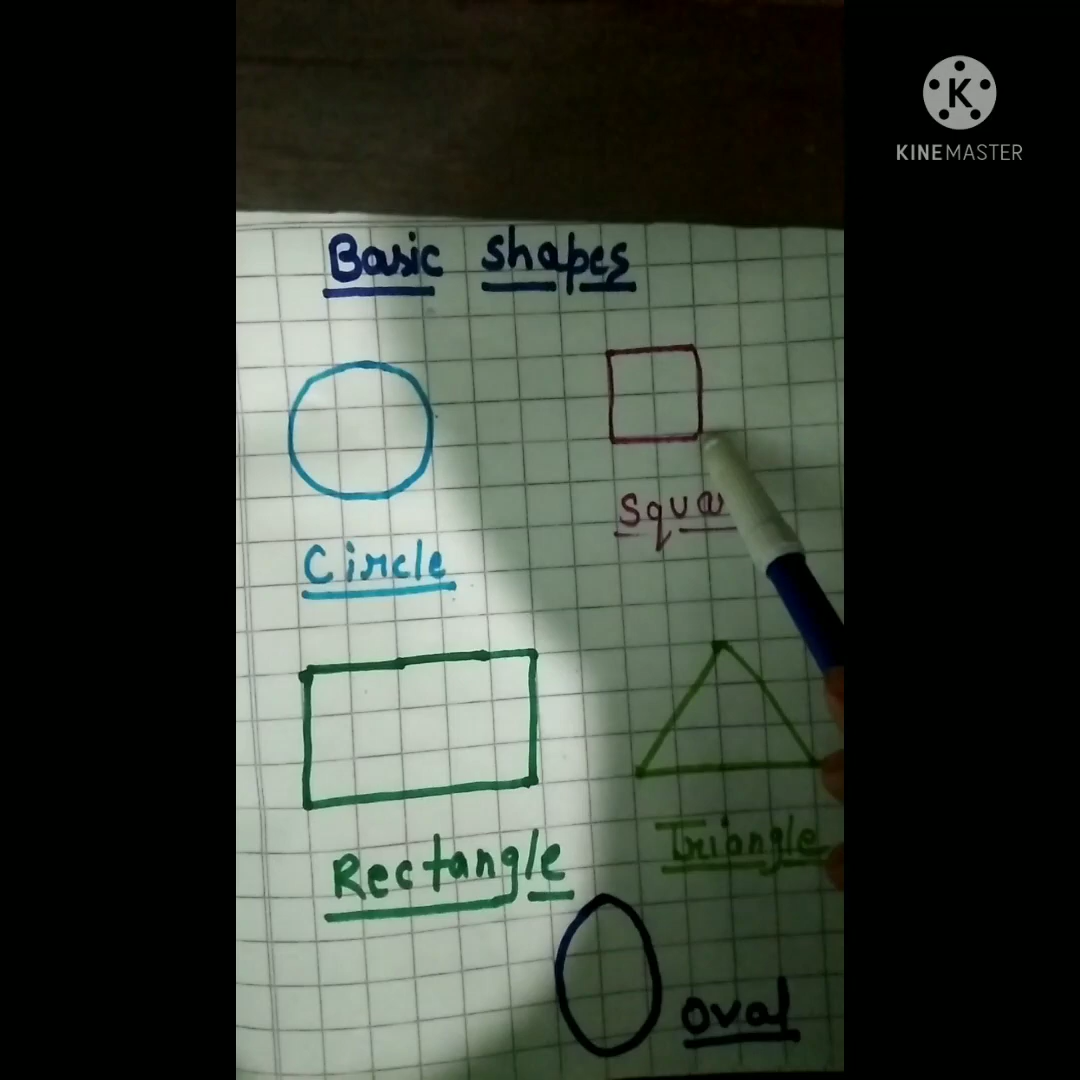 Basic shapes
Circle
Squa
Rectangle
Triangle
oval
K
KINEMASTER